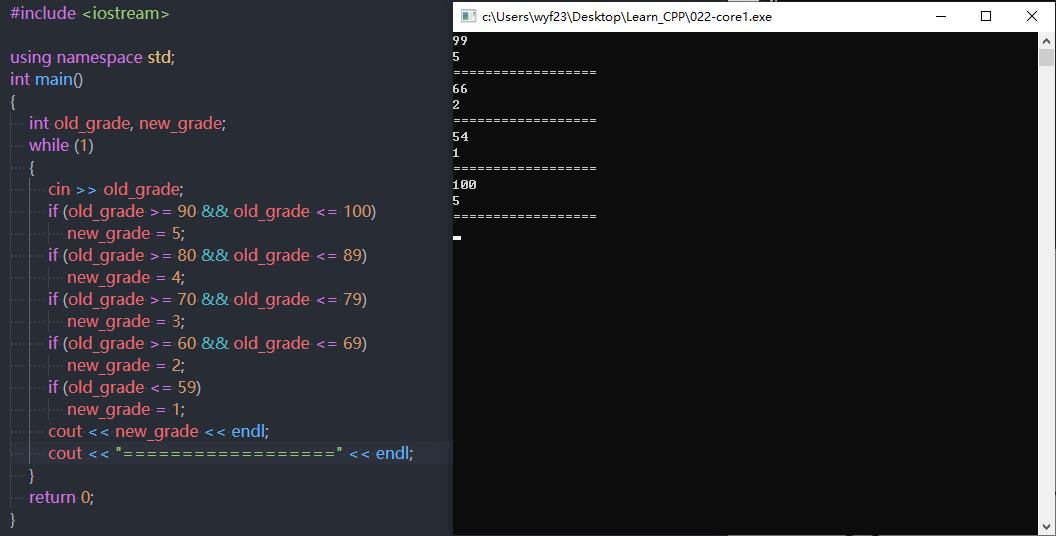 #include <iostream>
using namespace std;
int main()
{
int old_grade, new_grade;
while (1)
{
cin >> old_grade;
if (old_grade >= 90 && old_grade <= 100)
new_grade = 5;
if (old_grade >= 80 && old_grade <= 89)
new_grade = 4;
if (old_grade >= 70 && old_grade <= 79)
new_grade = 3;
if (old_grade >= 60 && old_grade <= 69)
new_grade = 2;
if (old_grade <= 59)
new_grade = 1;
cout << new_grade << endl;
cout << "==================" << endl;
}
return 0;
}
c:\Users\wyf23\Desktop\Learn_CPP\022-core1.exe
99
5
==================
66
2
==================
54
1
==================
100
5
==================